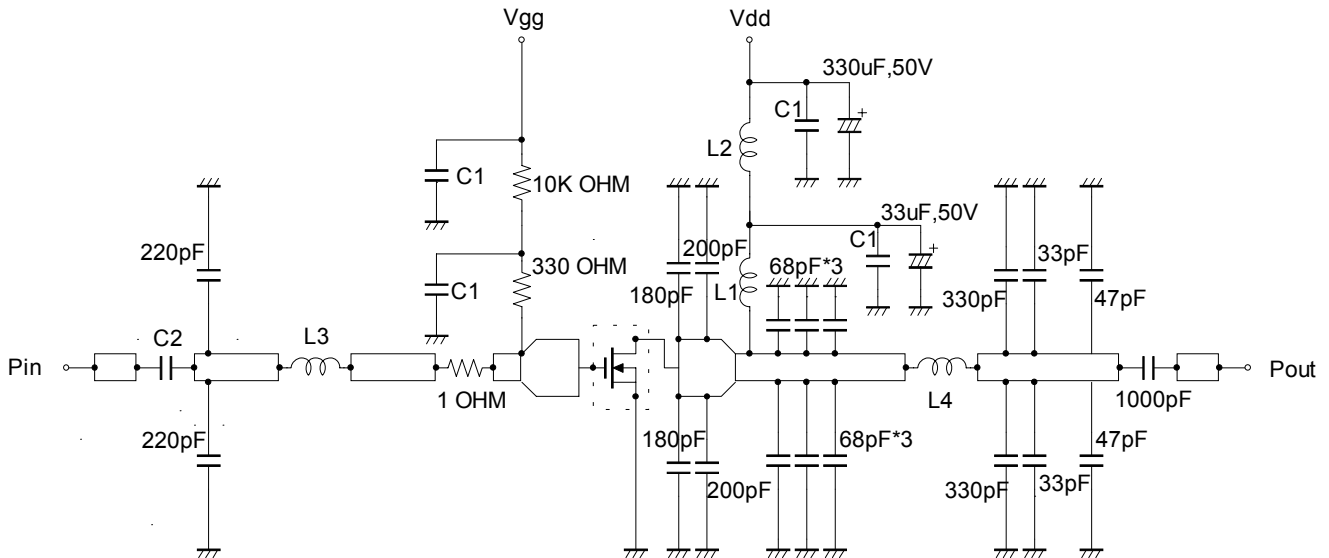 Vgg
Vdd
330uF,50V
C1
L2
C1
10K OHM
33uF,50V
C1
220pF
200pF
33pF
330 OHM
68pF*3
C1
L1
180pF
330pF
47pF
C2
L3
Pin
Pout
1 OHM
L4
1000pF
220pF
180pF
68pF*3
47pF
200pF
330pF
33pF